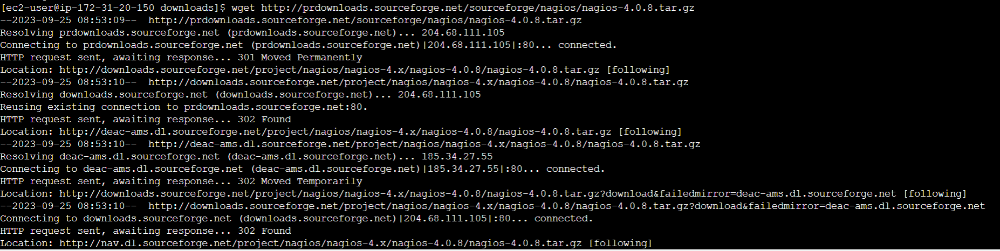 [ec2-user@ip-172-31-20-150 downloads]$ wget http://prdownloads.sourceforge.net/sourceforge/nagios/nagios-4.0.8.tar.gz
--2023-09-25 08:53:09--  http://prdownloads.sourceforge.net/sourceforge/nagios/nagios-4.0.8.tar.gz
Resolving prdownloads.sourceforge.net (prdownloads.sourceforge.net)... 204.68.111.105
Connecting to prdownloads.sourceforge.net (prdownloads.sourceforge.net)|204.68.111.105|:80... connected.
HTTP request sent, awaiting response... 301 Moved Permanently
Location: http://downloads.sourceforge.net/project/nagios/nagios-4.x/nagios-4.0.8/nagios-4.0.8.tar.gz [following]
--2023-09-25 08:53:10--  http://downloads.sourceforge.net/project/nagios/nagios-4.x/nagios-4.0.8/nagios-4.0.8.tar.gz
Resolving downloads.sourceforge.net (downloads.sourceforge.net)... 204.68.111.105
Reusing existing connection to prdownloads.sourceforge.net:80.
HTTP request sent, awaiting response... 302 Found
Location: http://deac-ams.dl.sourceforge.net/project/nagios/nagios-4.x/nagios-4.0.8/nagios-4.0.8.tar.gz [following]
--2023-09-25 08:53:10--  http://deac-ams.dl.sourceforge.net/project/nagios/nagios-4.x/nagios-4.0.8/nagios-4.0.8.tar.gz
Resolving deac-ams.dl.sourceforge.net (deac-ams.dl.sourceforge.net)... 185.34.27.55
Connecting to deac-ams.dl.sourceforge.net (deac-ams.dl.sourceforge.net)|185.34.27.55|:80... connected.
HTTP request sent, awaiting response... 302 Moved Temporarily
Location: http://downloads.sourceforge.net/project/nagios/nagios-4.x/nagios-4.0.8/nagios-4.0.8.tar.gz?download&failedmirror=deac-ams.dl.sourceforge.net [following]
--2023-09-25 08:53:10--  http://downloads.sourceforge.net/project/nagios/nagios-4.x/nagios-4.0.8/nagios-4.0.8.tar.gz?download&failedmirror=deac-ams.dl.sourceforge.net
Connecting to downloads.sourceforge.net (downloads.sourceforge.net)|204.68.111.105|:80... connected.
HTTP request sent, awaiting response... 302 Found
Location: http://nav.dl.sourceforge.net/project/nagios/nagios-4.x/nagios-4.0.8/nagios-4.0.8.tar.gz [following]